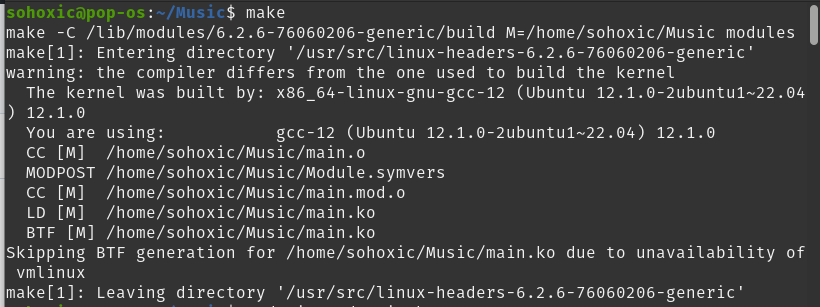 sohoxic@pop-os:~/Music$ make
make -C /lib/modules/6.2.6-76060206-generic/build M=/home/sohoxic/Music modules
make[1]: Entering directory '/usr/src/linux-headers-6.2.6-76060206-generic'
warning: the compiler differs from the one used to build the kernel
  The kernel was built by: x86_64-linux-gnu-gcc-12 (Ubuntu 12.1.0-2ubuntu1~22.04
) 12.1.0
  You are using:           gcc-12 (Ubuntu 12.1.0-2ubuntu1~22.04) 12.1.0
  CC [M]  /home/sohoxic/Music/main.o
  MODPOST /home/sohoxic/Music/Module.symvers
  CC [M]  /home/sohoxic/Music/main.mod.o
  LD [M]  /home/sohoxic/Music/main.ko
  BTF [M] /home/sohoxic/Music/main.ko
Skipping BTF generation for /home/sohoxic/Music/main.ko due to unavailability of
 vmlinux
make[1]: Leaving directory '/usr/src/linux-headers-6.2.6-76060206-generic'